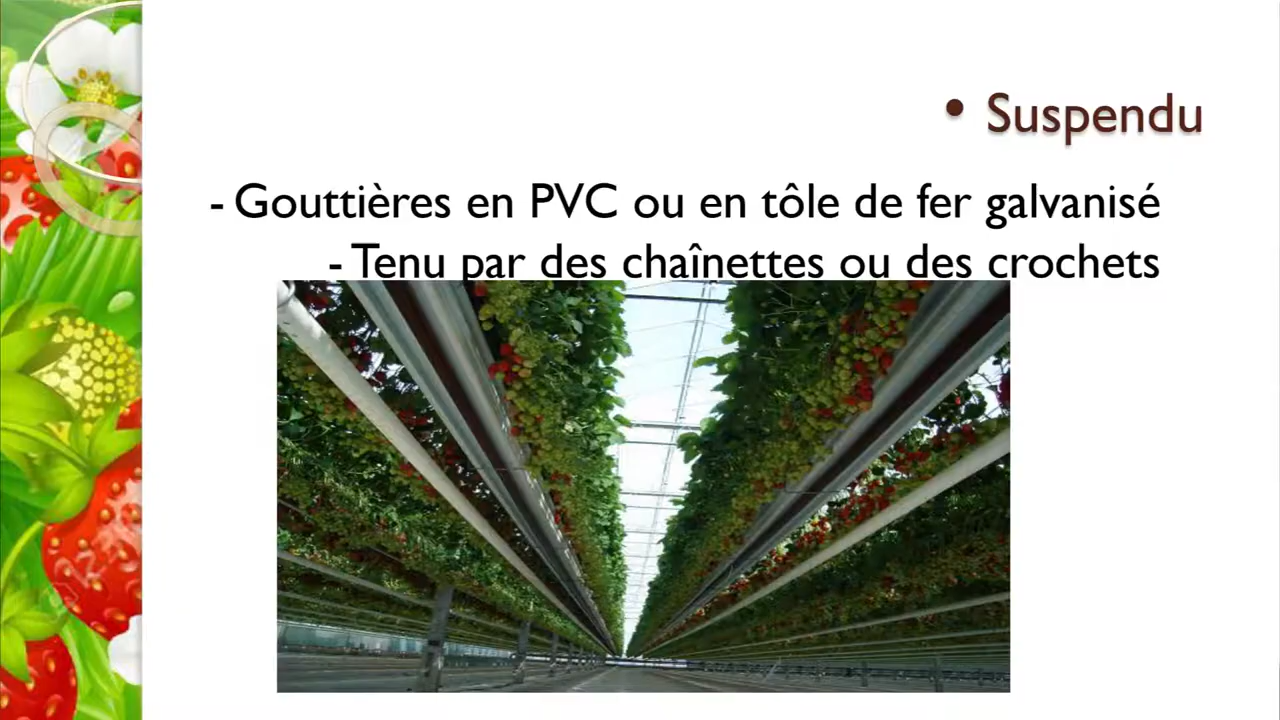 • Suspendu
- Gouttières en PVC ou en tôle de fer galvanisé
- Tenu par des chaînettes ou des crochets